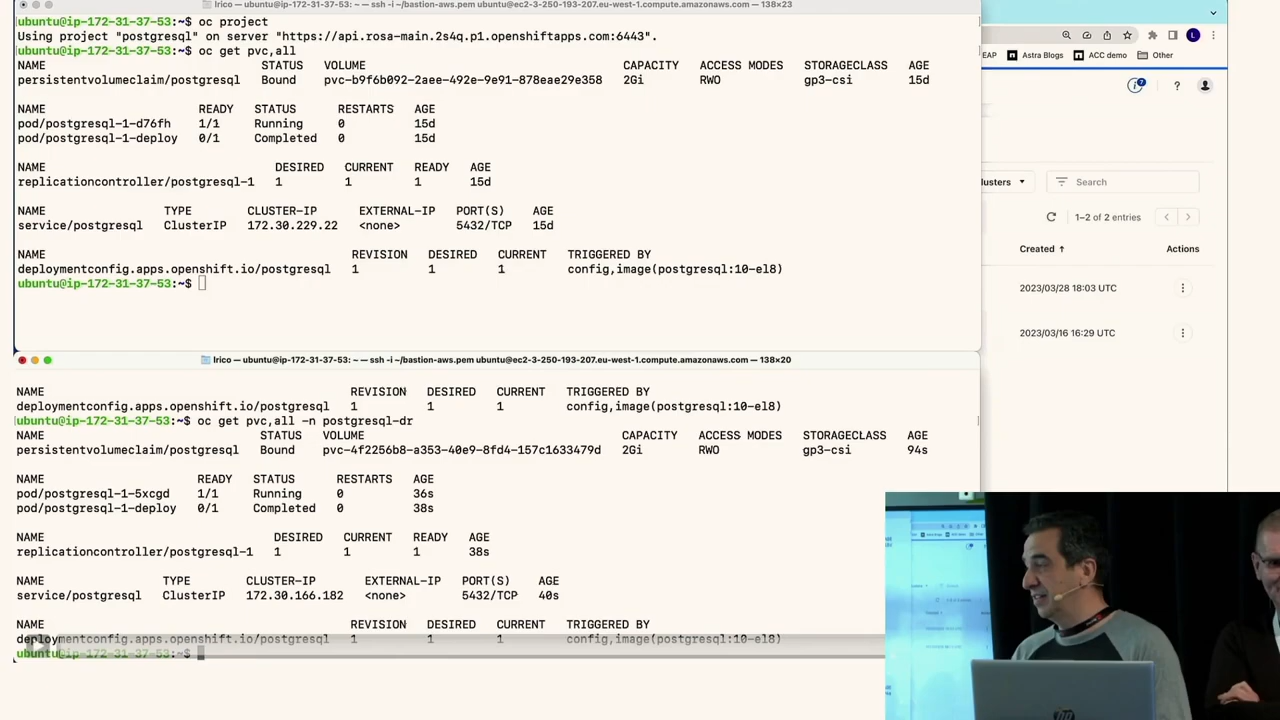 lrico — ubuntu@ip-172-31-37-53: ~ — ssh -i ~/bastion-aws.pem ubuntu@ec2-3-250-193-207.eu-west-1.compute.amazonaws.com — 138×23
ubuntu@ip-172-31-37-53:~$ oc project
Using project "postgresql" on server "https://api.rosa-main.2s4q.p1.openshiftapps.com:6443".
ubuntu@ip-172-31-37-53:~$ oc get pvc,all
NAME STATUS VOLUME CAPACITY ACCESS MODES STORAGECLASS AGE
persistentvolumeclaim/postgresql Bound pvc-b9f6b092-2aee-492e-9e91-878eae29e358 2Gi RWO gp3-csi 15d
NAME READY STATUS RESTARTS AGE
pod/postgresql-1-d76fh 1/1 Running 0 15d
pod/postgresql-1-deploy 0/1 Completed 0 15d
NAME DESIRED CURRENT READY AGE
replicationcontroller/postgresql-1 1 1 1 15d
NAME TYPE CLUSTER-IP EXTERNAL-IP PORT(S) AGE
service/postgresql ClusterIP 172.30.229.22 <none> 5432/TCP 15d
NAME REVISION DESIRED CURRENT TRIGGERED BY
deploymentconfig.apps.openshift.io/postgresql 1 1 1 config,image(postgresql:10-el8)
ubuntu@ip-172-31-37-53:~$
lrico — ubuntu@ip-172-31-37-53: ~ — ssh -i ~/bastion-aws.pem ubuntu@ec2-3-250-193-207.eu-west-1.compute.amazonaws.com — 138×20
NAME REVISION DESIRED CURRENT TRIGGERED BY
deploymentconfig.apps.openshift.io/postgresql 1 1 1 config,image(postgresql:10-el8)
ubuntu@ip-172-31-37-53:~$ oc get pvc,all -n postgresql-dr
NAME STATUS VOLUME CAPACITY ACCESS MODES STORAGECLASS AGE
persistentvolumeclaim/postgresql Bound pvc-4f2256b8-a353-40e9-8fd4-157c1633479d 2Gi RWO gp3-csi 94s
NAME READY STATUS RESTARTS AGE
pod/postgresql-1-5xcgd 1/1 Running 0 36s
pod/postgresql-1-deploy 0/1 Completed 0 38s
NAME DESIRED CURRENT READY AGE
replicationcontroller/postgresql-1 1 1 1 38s
NAME TYPE CLUSTER-IP EXTERNAL-IP PORT(S) AGE
service/postgresql ClusterIP 172.30.166.182 <none> 5432/TCP 40s
NAME REVISION DESIRED CURRENT TRIGGERED BY
deploymentconfig.apps.openshift.io/postgresql 1 1 1 config,image(postgresql:10-el8)
ubuntu@ip-172-31-37-53:~$
L
EAP Astra Blogs ACC demo Other
7 ?
lusters Search
1–2 of 2 entries
Created Actions
2023/03/28 18:03 UTC
2023/03/16 16:29 UTC
hp